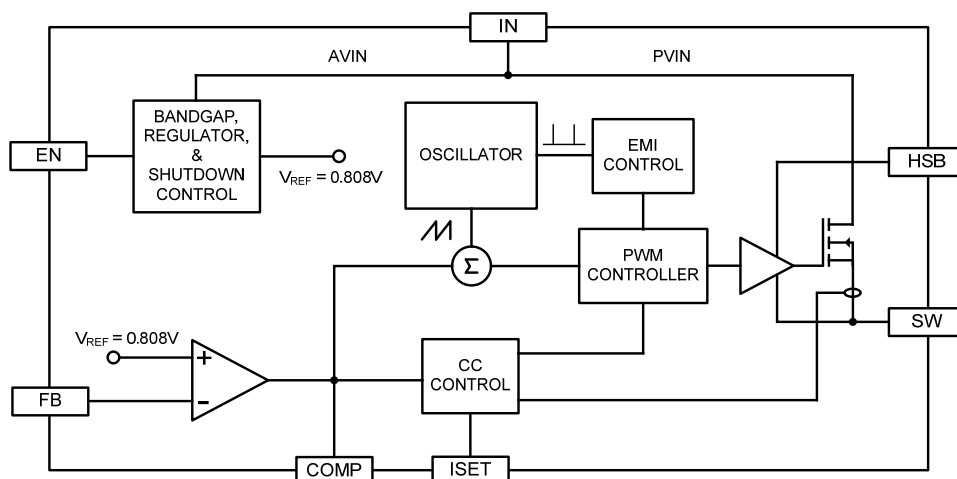 IN
AVIN
PVIN
BANDGAP,
REGULATOR,
&
SHUTDOWN
CONTROL
EN
VREF = 0.808V
OSCILLATOR
EMI
CONTROL
HSB
Σ
PWM
CONTROLLER
SW
VREF = 0.808V
+
-
FB
CC
CONTROL
COMP
ISET